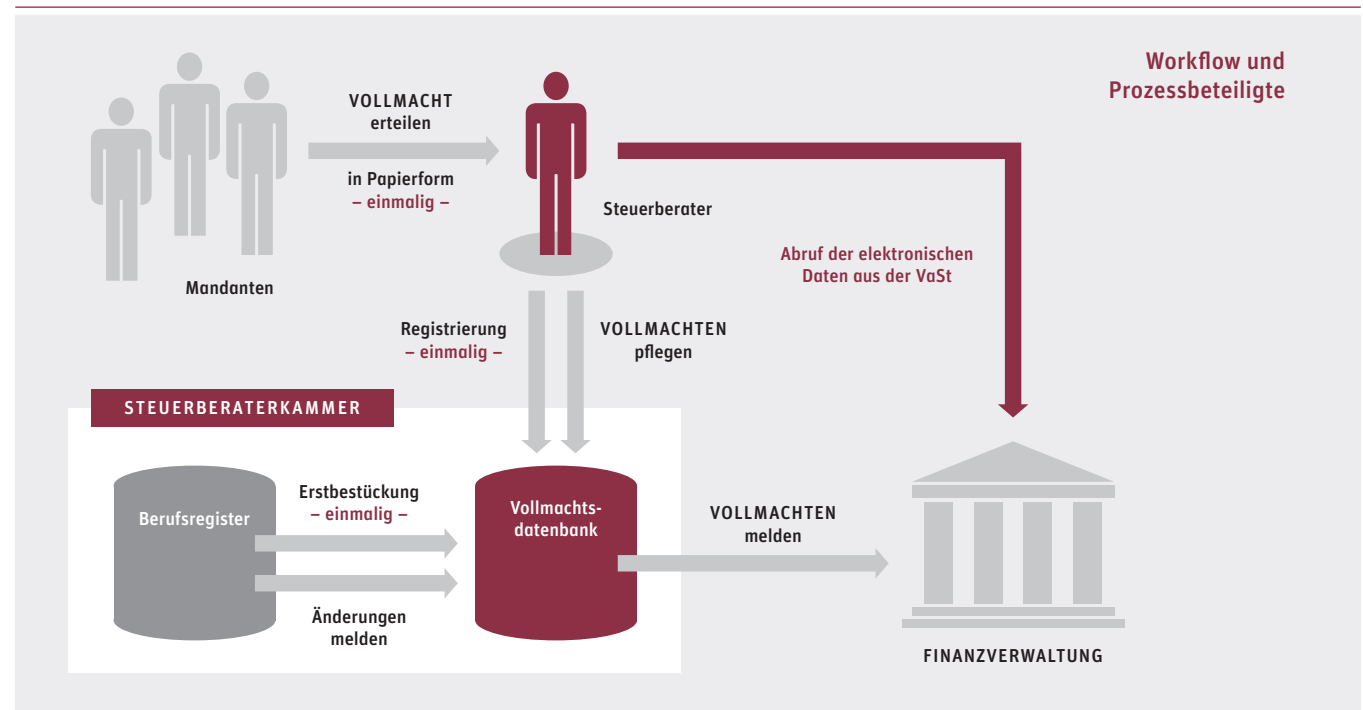 Workflow und
Prozessbeteiligte
VOLLMACHT
erteilen
in Papierform
– einmalig –
Steuerberater
Mandanten
Abruf der elektronischen
Daten aus der VaSt
Registrierung
– einmalig –
VOLLMACHTEN
pflegen
STEUERBERATERKAMMER
Berufsregister
Erstbestückung
– einmalig –
Änderungen
melden
Vollmachts-
datenbank
VOLLMACHTEN
melden
FINANZVERWALTUNG